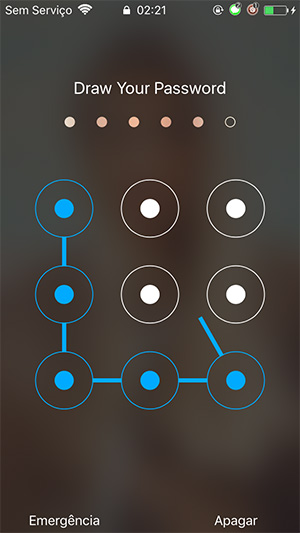 Sem Serviço 02:21
Draw Your Password
Emergência Apagar